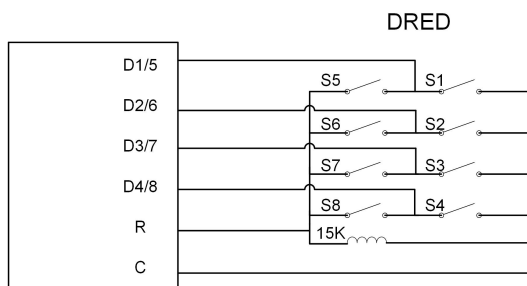 DRED
D1/5
S5 S1
D2/6
S6 S2
D3/7
S7 S3
D4/8
S8 S4
R
15K
C